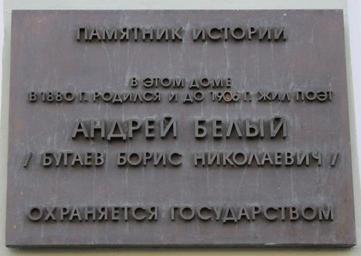 ПАМЯТНИК ИСТОРИИ
В ЭТОМ ДОМЕ
В 1880 Г. РОДИЛСЯ И ДО 1906 Г. ЖИЛ ПОЭТ
АНДРЕЙ БЕЛЫЙ
/ БУГАЕВ БОРИС НИКОЛАЕВИЧ /
ОХРАНЯЕТСЯ ГОСУДАРСТВОМ